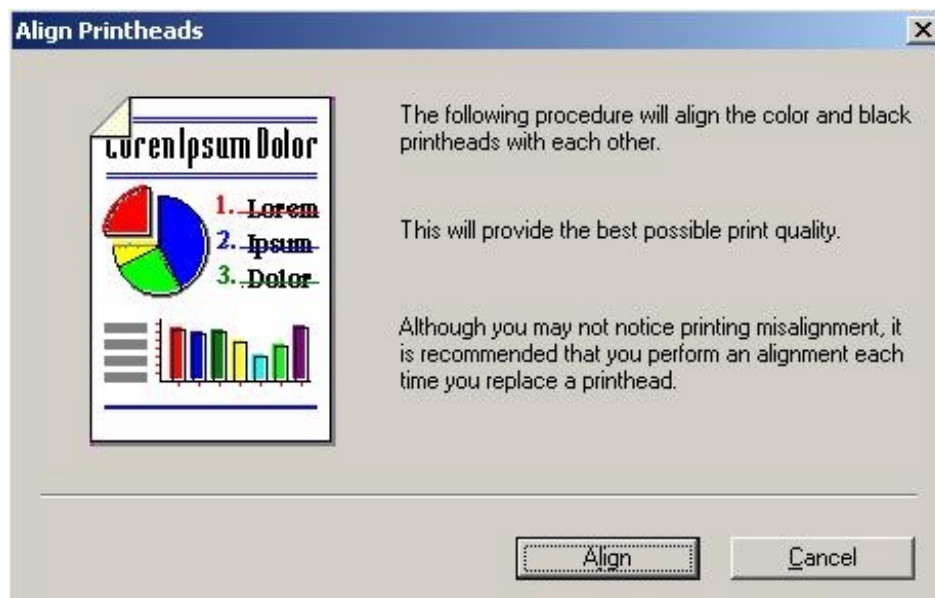 Align Printheads
Lorem Ipsum Dolor
1. Lorem
2. Ipsum
3. Dolor
The following procedure will align the color and black
printheads with each other.
This will provide the best possible print quality.
Although you may not notice printing misalignment, it
is recommended that you perform an alignment each
time you replace a printhead.
Align
Cancel